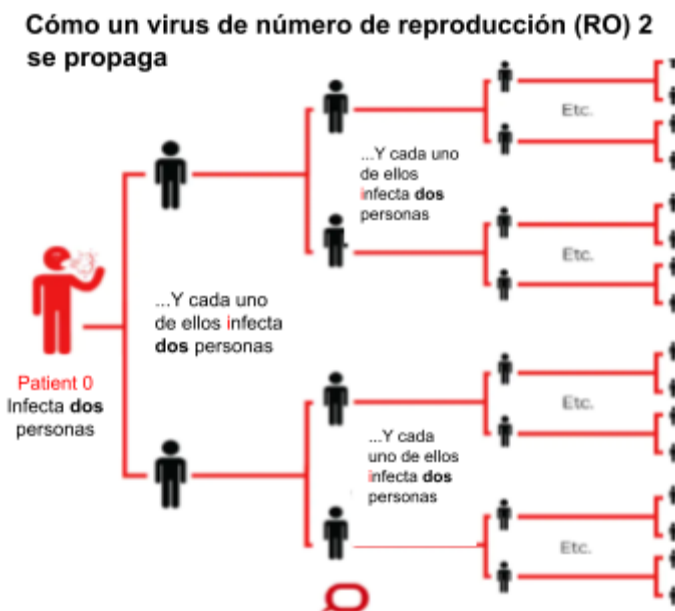 Cómo un virus de número de reproducción (RO) 2
se propaga
Etc.
...Y cada uno
de ellos
infecta dos
personas
Etc.
...Y cada uno
de ellos infecta
dos personas
Patient 0
Infecta dos
personas
Etc.
...Y cada
uno de ellos
infecta dos
personas
Etc.